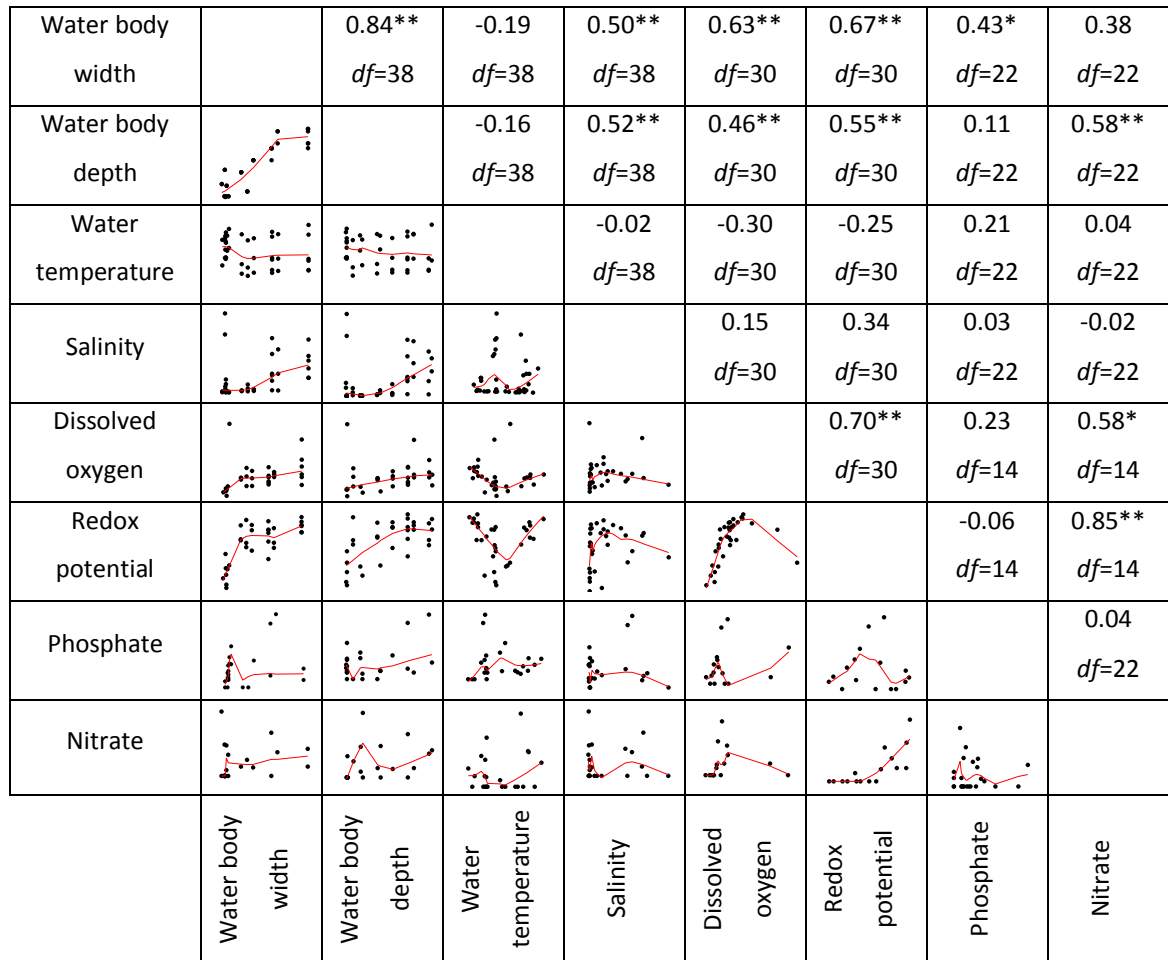 Water body width 0.84** -0.19 0.50** 0.63** 0.67** 0.43* 0.38
df=38 df=38 df=38 df=30 df=30 df=22 df=22
Water body depth -0.16 0.52** 0.46** 0.55** 0.11 0.58**
df=38 df=38 df=30 df=30 df=22 df=22
Water temperature -0.02 -0.30 -0.25 0.21 0.04
df=38 df=30 df=30 df=22 df=22
Salinity 0.15 0.34 0.03 -0.02
df=30 df=30 df=22 df=22
Dissolved oxygen 0.70** 0.23 0.58*
df=30 df=14 df=14
Redox potential -0.06 0.85**
df=14 df=14
Phosphate 0.04
df=22
Nitrate
Water body width
Water body depth
Water temperature
Salinity
Dissolved oxygen
Redox potential
Phosphate
Nitrate